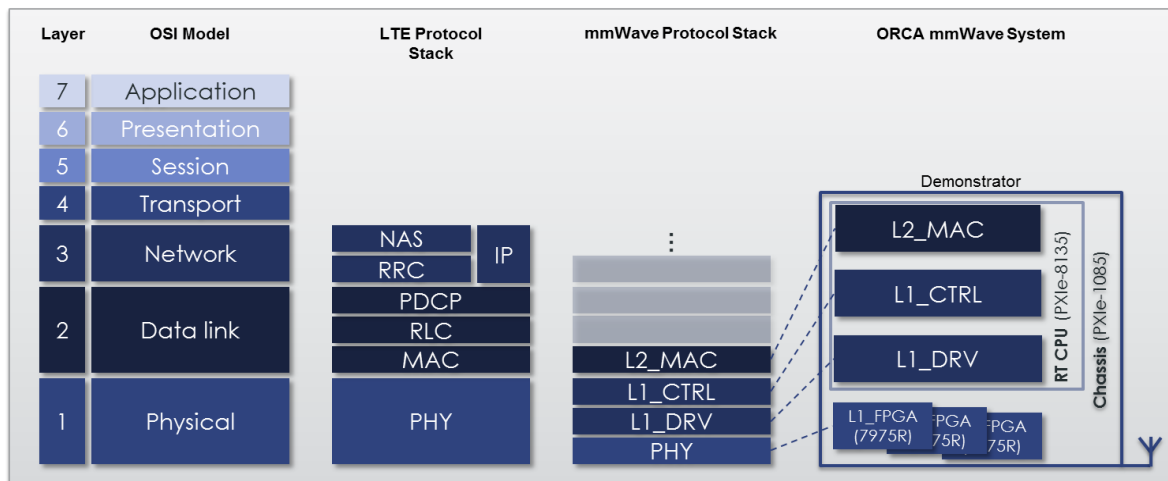 Layer
OSI Model
LTE Protocol
Stack
mmWave Protocol Stack
ORCA mmWave System
7
Application
6
Presentation
5
Session
4
Transport
3
Network
2
Data link
1
Physical
NAS
RRC
IP
PDCP
RLC
MAC
PHY
⋮
L2_MAC
L1_CTRL
L1_DRV
PHY
Demonstrator
L2_MAC
L1_CTRL
L1_DRV
RT CPU (PXIe-8135)
Chassis (PXIe-1085)
L1_FPGA
(7975R)
FPGA
75R)
FPGA
75R)